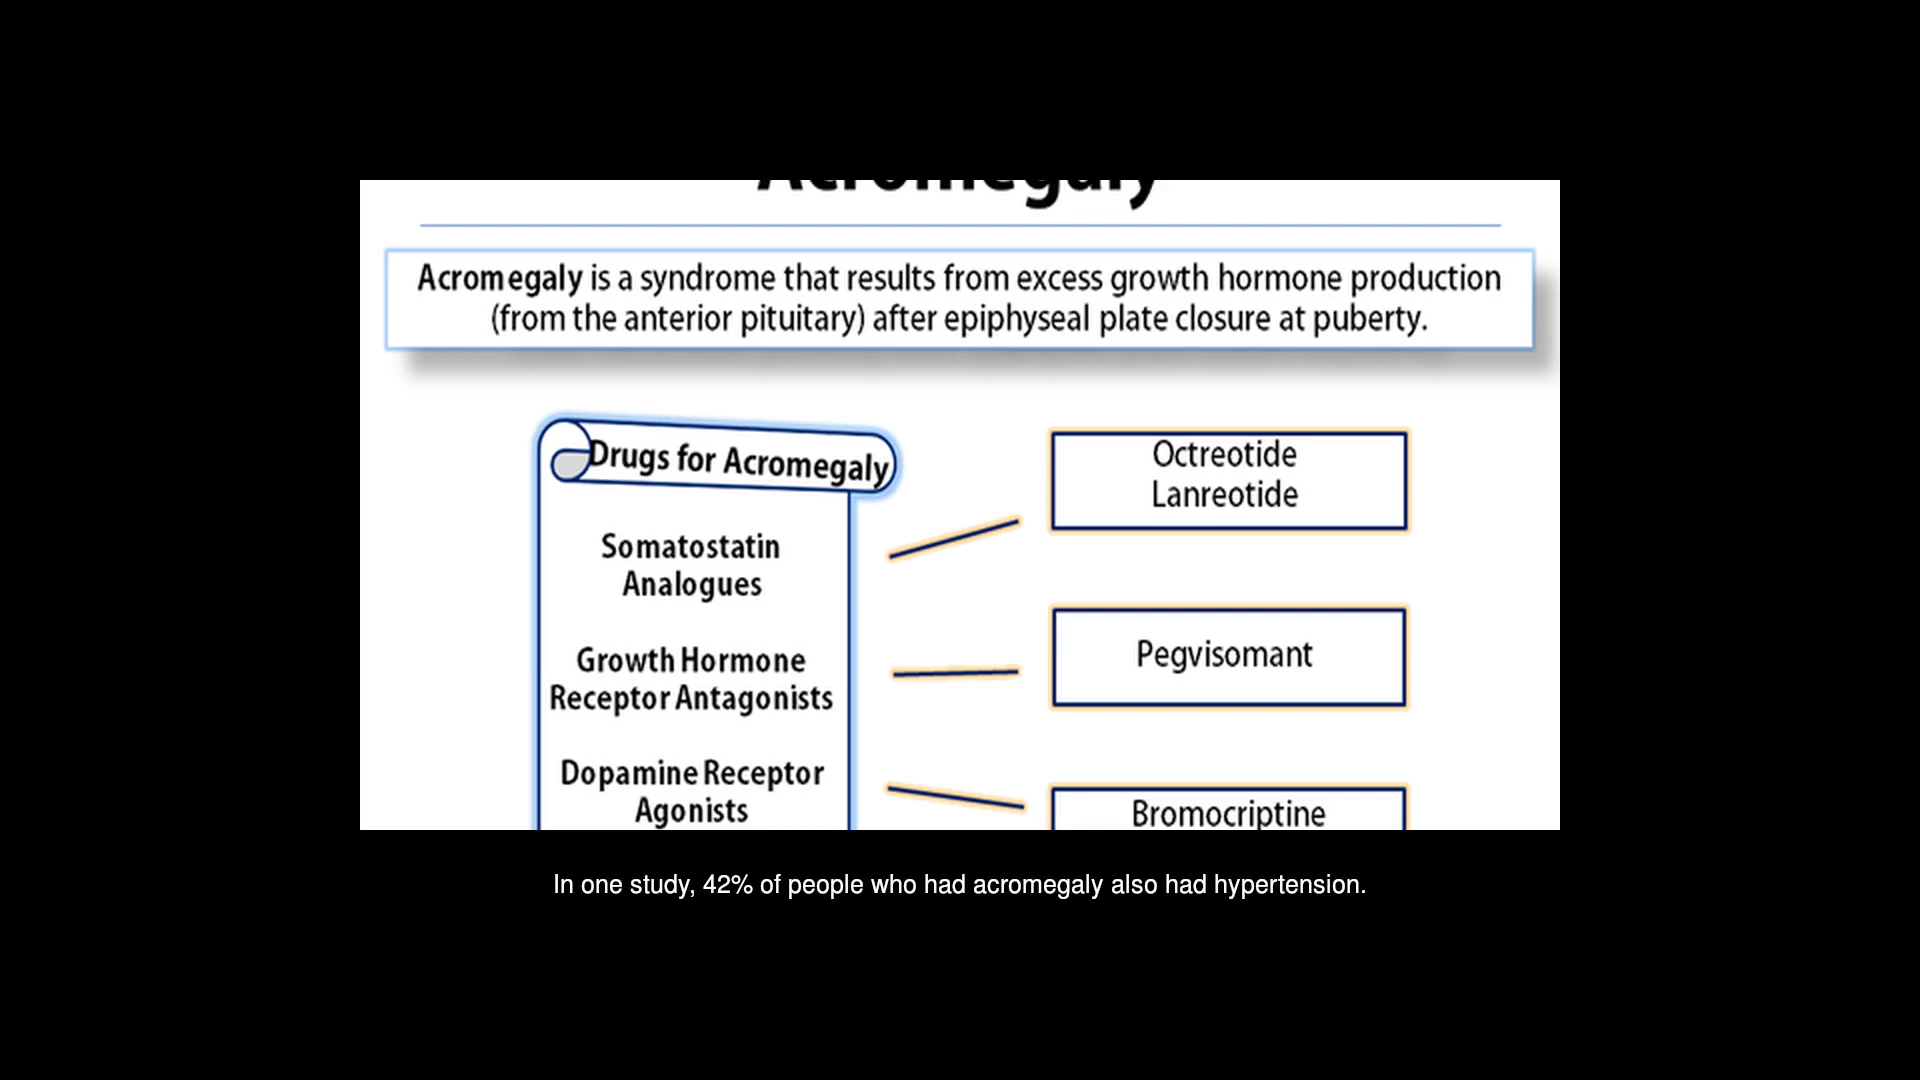 Acromegaly
Acromegaly is a syndrome that results from excess growth hormone production
(from the anterior pituitary) after epiphyseal plate closure at puberty.
Drugs for Acromegaly
Somatostatin
Analogues
Octreotide
Lanreotide
Growth Hormone
Receptor Antagonists
Pegvisomant
Dopamine Receptor
Agonists
Bromocriptine
In one study, 42% of people who had acromegaly also had hypertension.